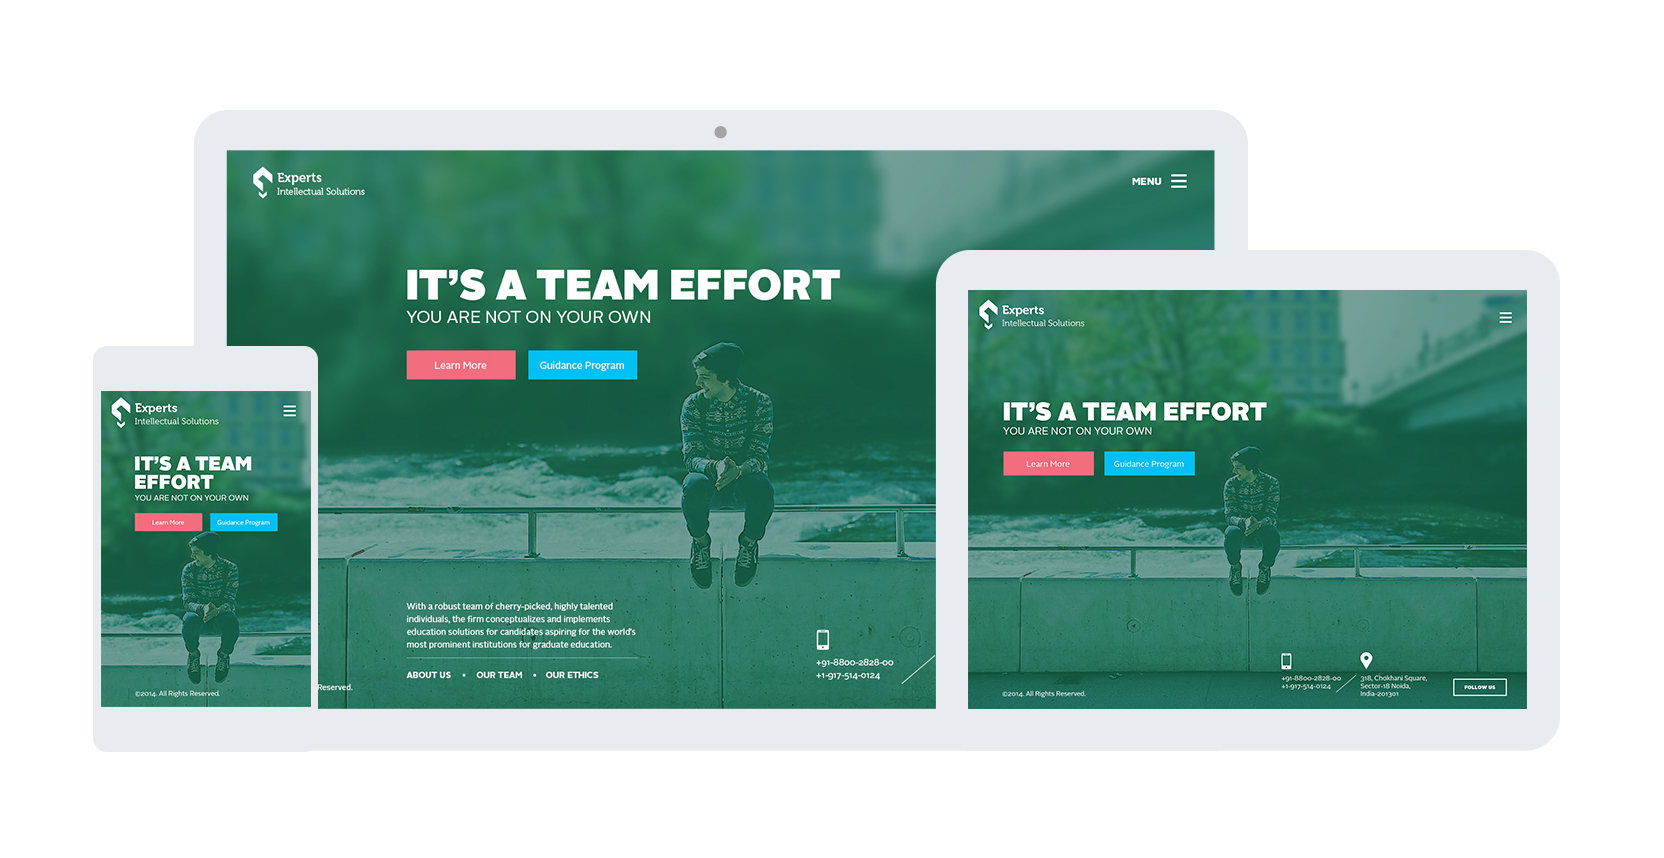 Experts
Intellectual Solutions
MENU
IT'S A TEAM EFFORT
YOU ARE NOT ON YOUR OWN
Learn More
Guidance Program
With a robust team of cherry-picked, highly talented
individuals, the firm conceptualizes and implements
education solutions for candidates aspiring for the world's
most prominent institutions for graduate education.
ABOUT US • OUR TEAM • OUR ETHICS
Reserved.
+91-8800-2828-00
+1-917-514-0124
Experts
Intellectual Solutions
IT'S A TEAM
EFFORT
YOU ARE NOT ON YOUR OWN
Learn More
Guidance Program
©2014. All Rights Reserved.
Experts
Intellectual Solutions
IT'S A TEAM EFFORT
YOU ARE NOT ON YOUR OWN
Learn More
Guidance Program
©2014. All Rights Reserved.
+91-8800-2828-00
+1-917-514-0124
318, Chokhani Square,
Sector-18 Noida,
India-201301
FOLLOW US